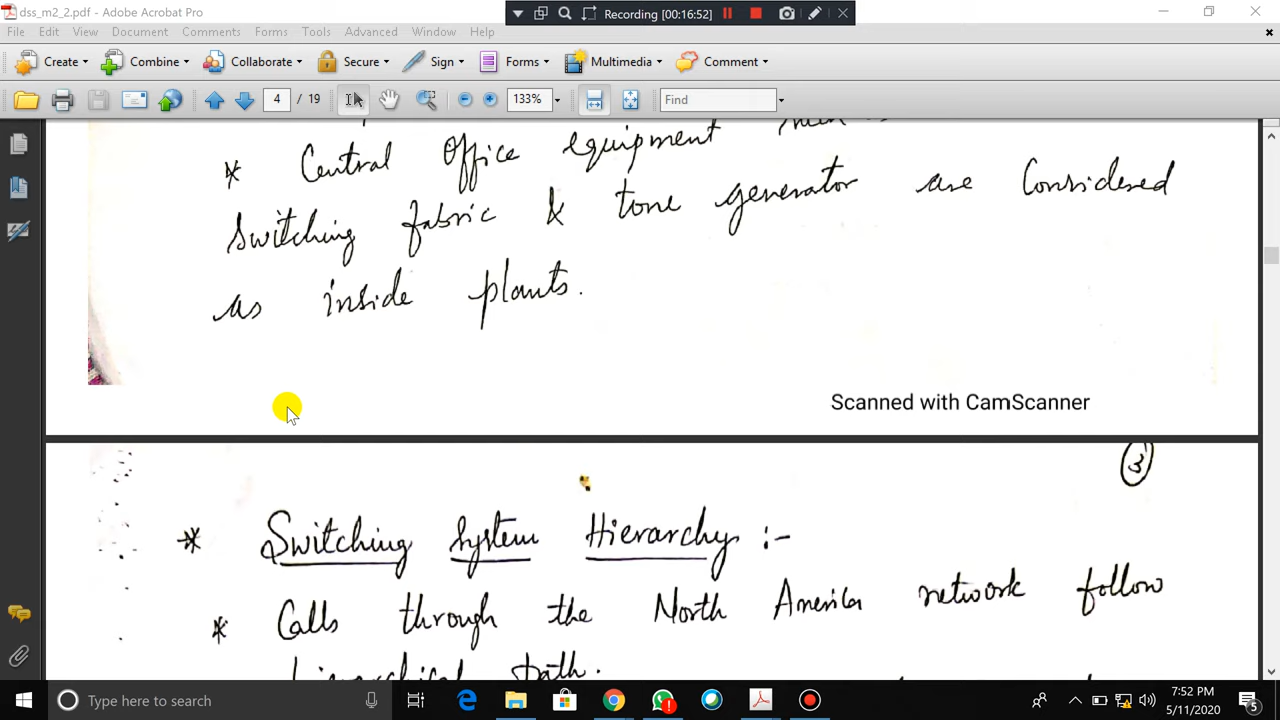 dss_m2_2.pdf - Adobe Acrobat Pro
Recording (00:16:52)
File Edit View Document Comments Forms Tools Advanced Window Help
Create Combine Collaborate Secure Sign Forms Multimedia Comment
4 / 19 133% Find
* Central Office equipment
switching fabric & tone generator are considered
as inside plants.
Scanned with CamScanner
3
* Switching System Hierarchy :-
* Calls through the North America network follow
hierarchical path.
Type here to search
7:52 PM
5/11/2020
5